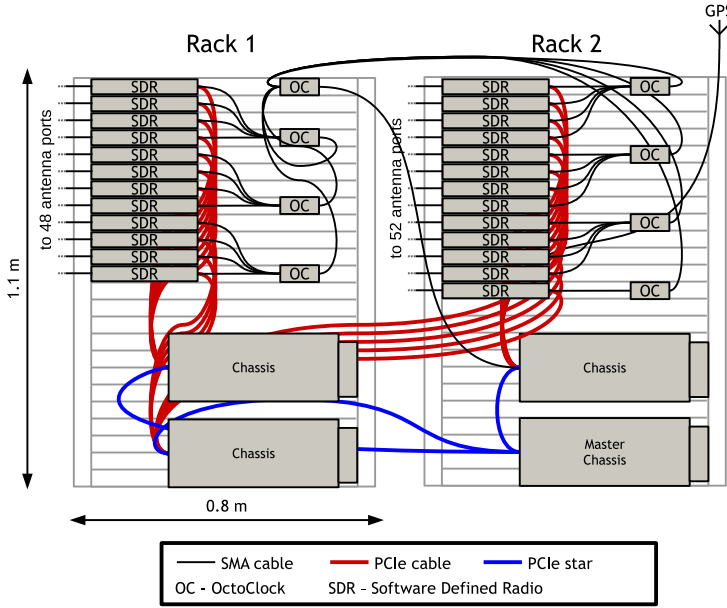 GPS
Rack 1
Rack 2
SDR
SDR
SDR
SDR
SDR
SDR
SDR
SDR
SDR
SDR
SDR
SDR
OC
OC
OC
OC
to 48 antenna ports
SDR
SDR
SDR
SDR
SDR
SDR
SDR
SDR
SDR
SDR
SDR
SDR
SDR
OC
OC
OC
OC
to 52 antenna ports
1.1 m
Chassis
Chassis
Chassis
Master
Chassis
0.8 m
SMA cable
PCIe cable
PCIe star
OC - OctoClock
SDR - Software Defined Radio